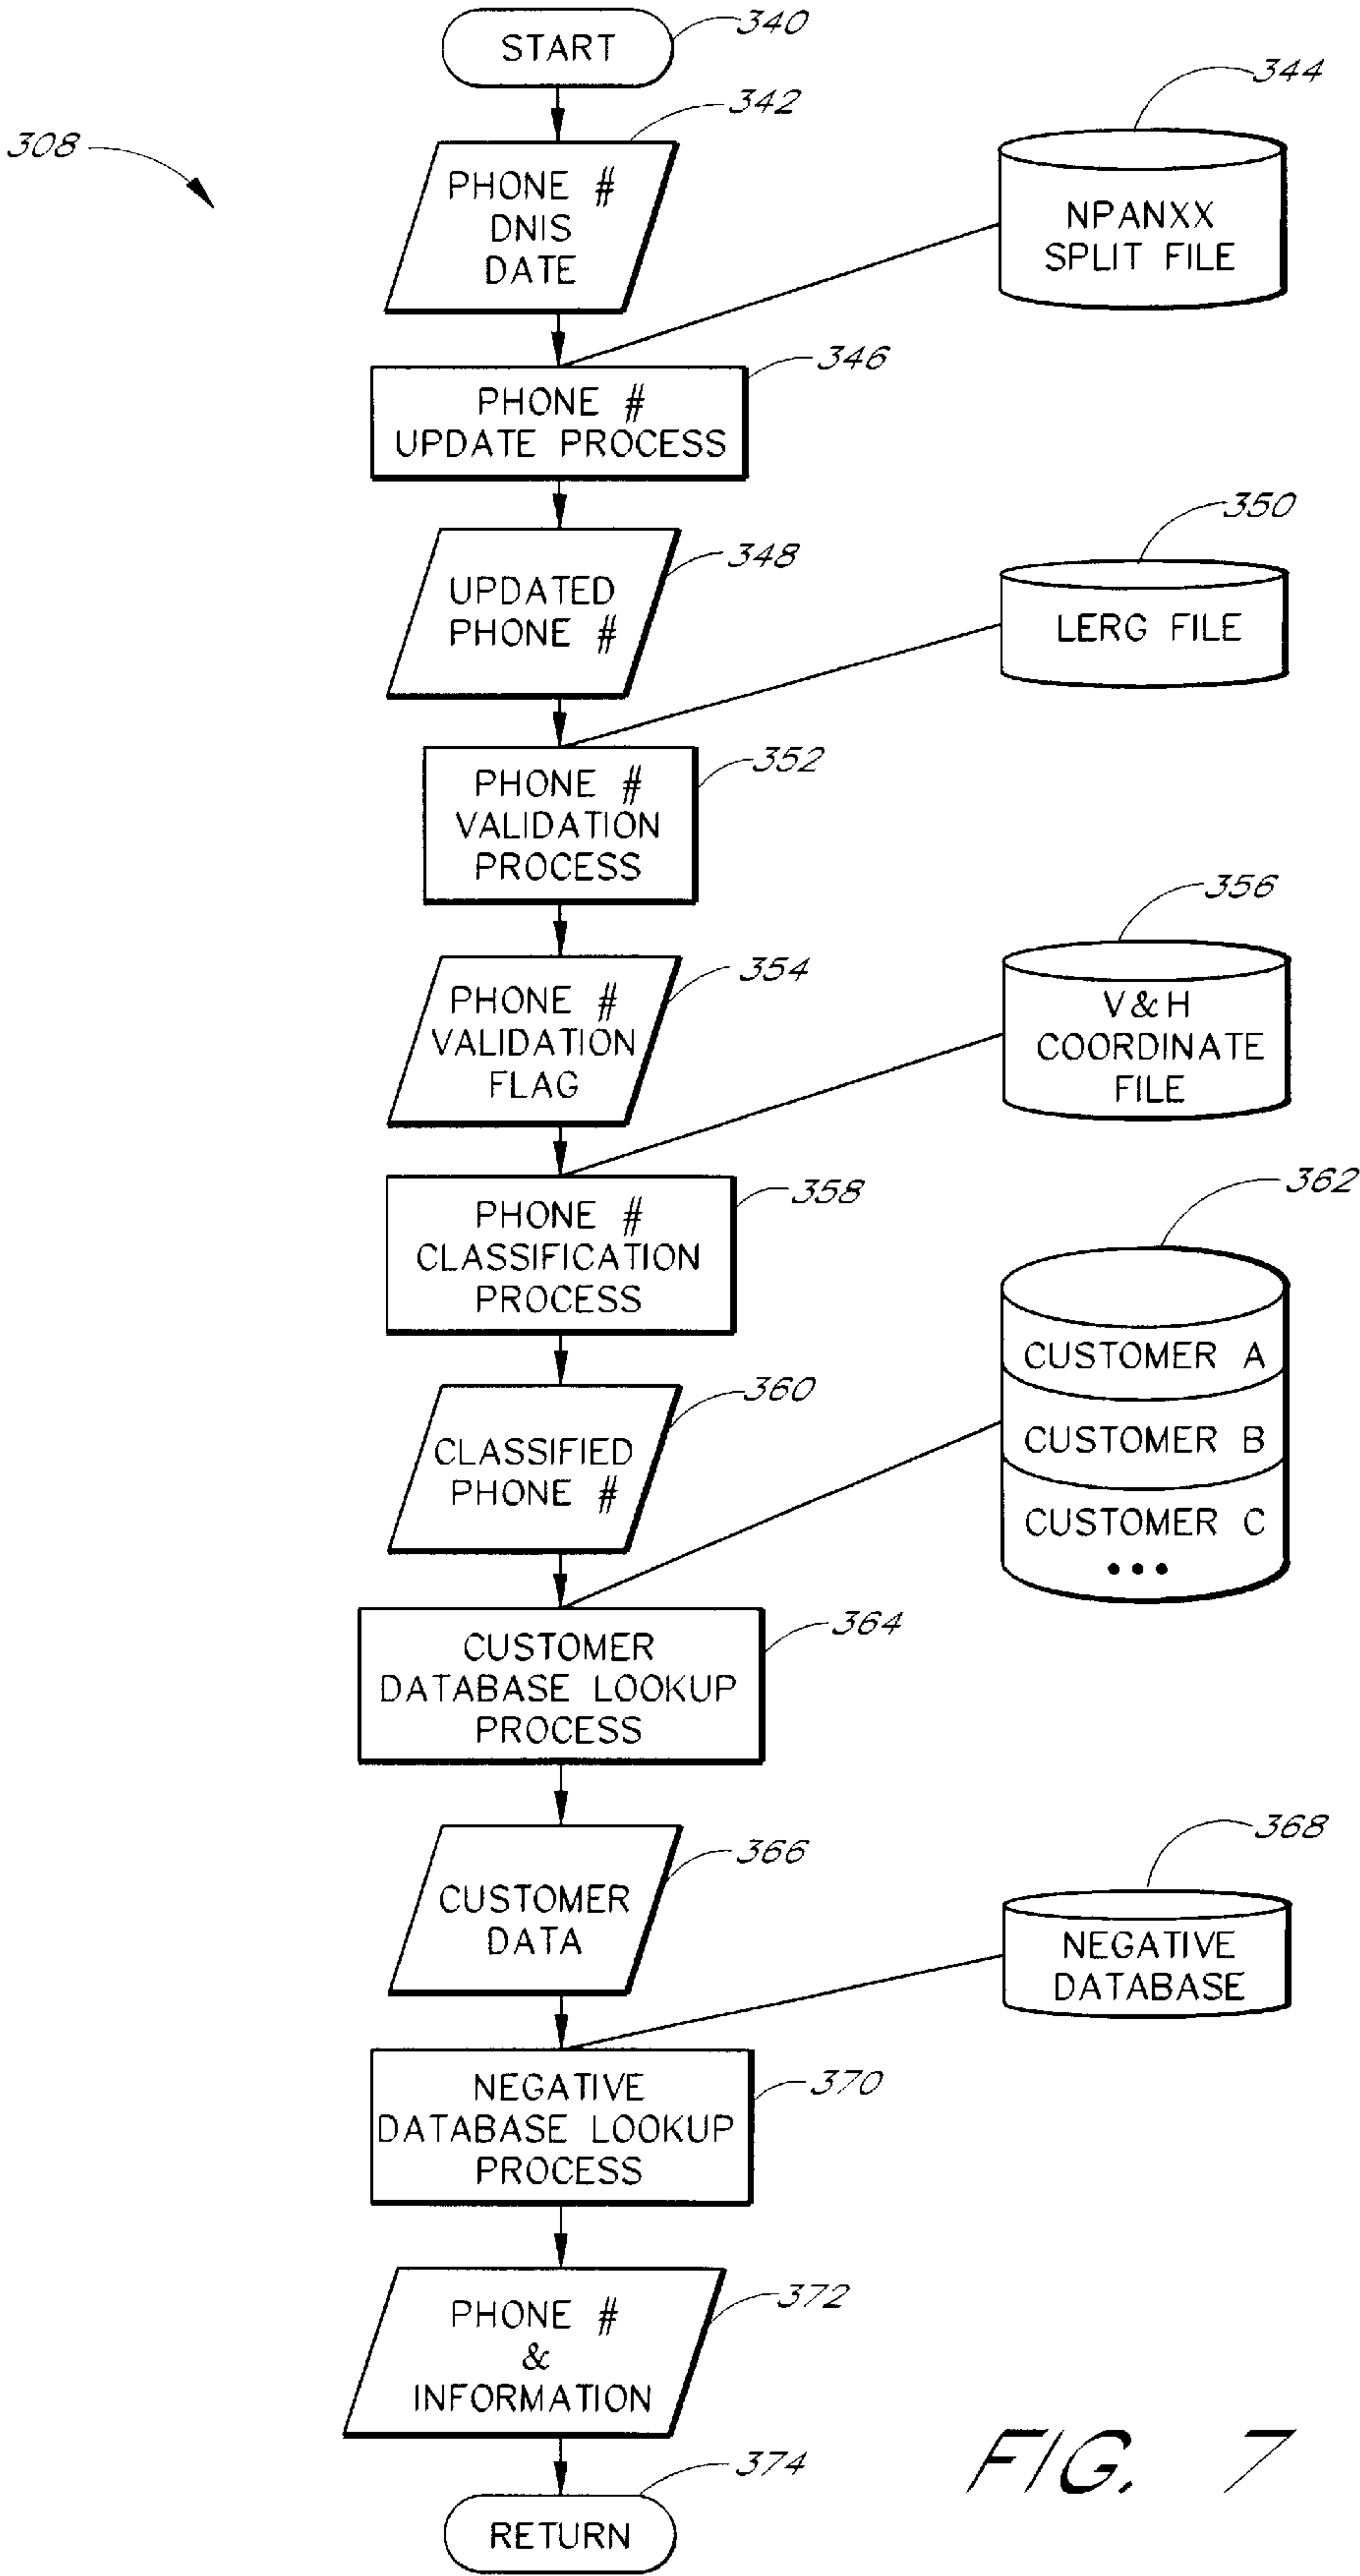 START
340
344
342
308
PHONE #
DNIS
DATE
NPANXX
SPLIT FILE
346
PHONE #
UPDATE PROCESS
350
348
UPDATED
PHONE #
LERG FILE
352
PHONE #
VALIDATION
PROCESS
356
354
PHONE #
VALIDATION
FLAG
V&H
COORDINATE
FILE
362
358
PHONE #
CLASSIFICATION
PROCESS
CUSTOMER A
CUSTOMER B
CUSTOMER C
•••
360
CLASSIFIED
PHONE #
364
CUSTOMER
DATABASE LOOKUP
PROCESS
368
366
CUSTOMER
DATA
NEGATIVE
DATABASE
370
NEGATIVE
DATABASE LOOKUP
PROCESS
372
PHONE #
&
INFORMATION
374
RETURN
FIG. 7